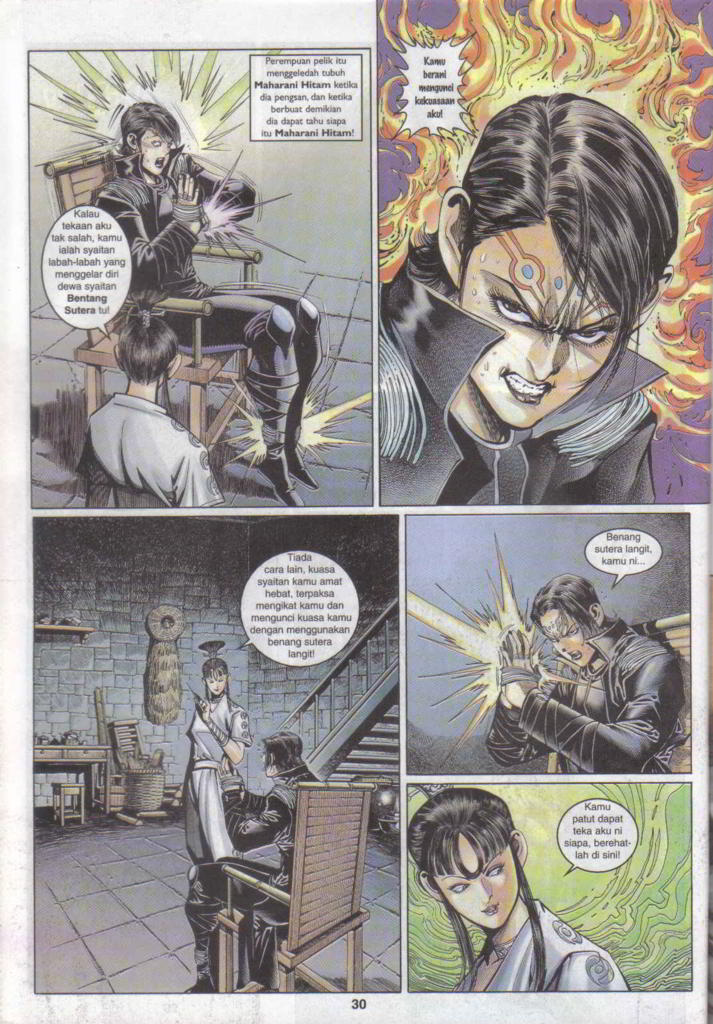 Perempuan pelik itu
menggeledah tubuh
Maharani Hitam ketika
dia pengsan, dan ketika
berbuat demikian
dia dapat tahu siapa
itu Maharani Hitam!
Kalau
tekaan aku
tak salah, kamu
ialah syaitan
labah-labah yang
menggelar diri
dewa syaitan
Bentang
Sutera tu!
Kamu
berani
mengunci
kekuasaan
aku!
Tiada
cara lain, kuasa
syaitan kamu amat
hebat, terpaksa
mengikat kamu dan
mengunci kuasa kamu
dengan menggunakan
benang sutera
langit!
Benang
sutera langit,
kamu ni...
Kamu
patut dapat
teka aku ni
siapa, berehat-
lah di sini!
30